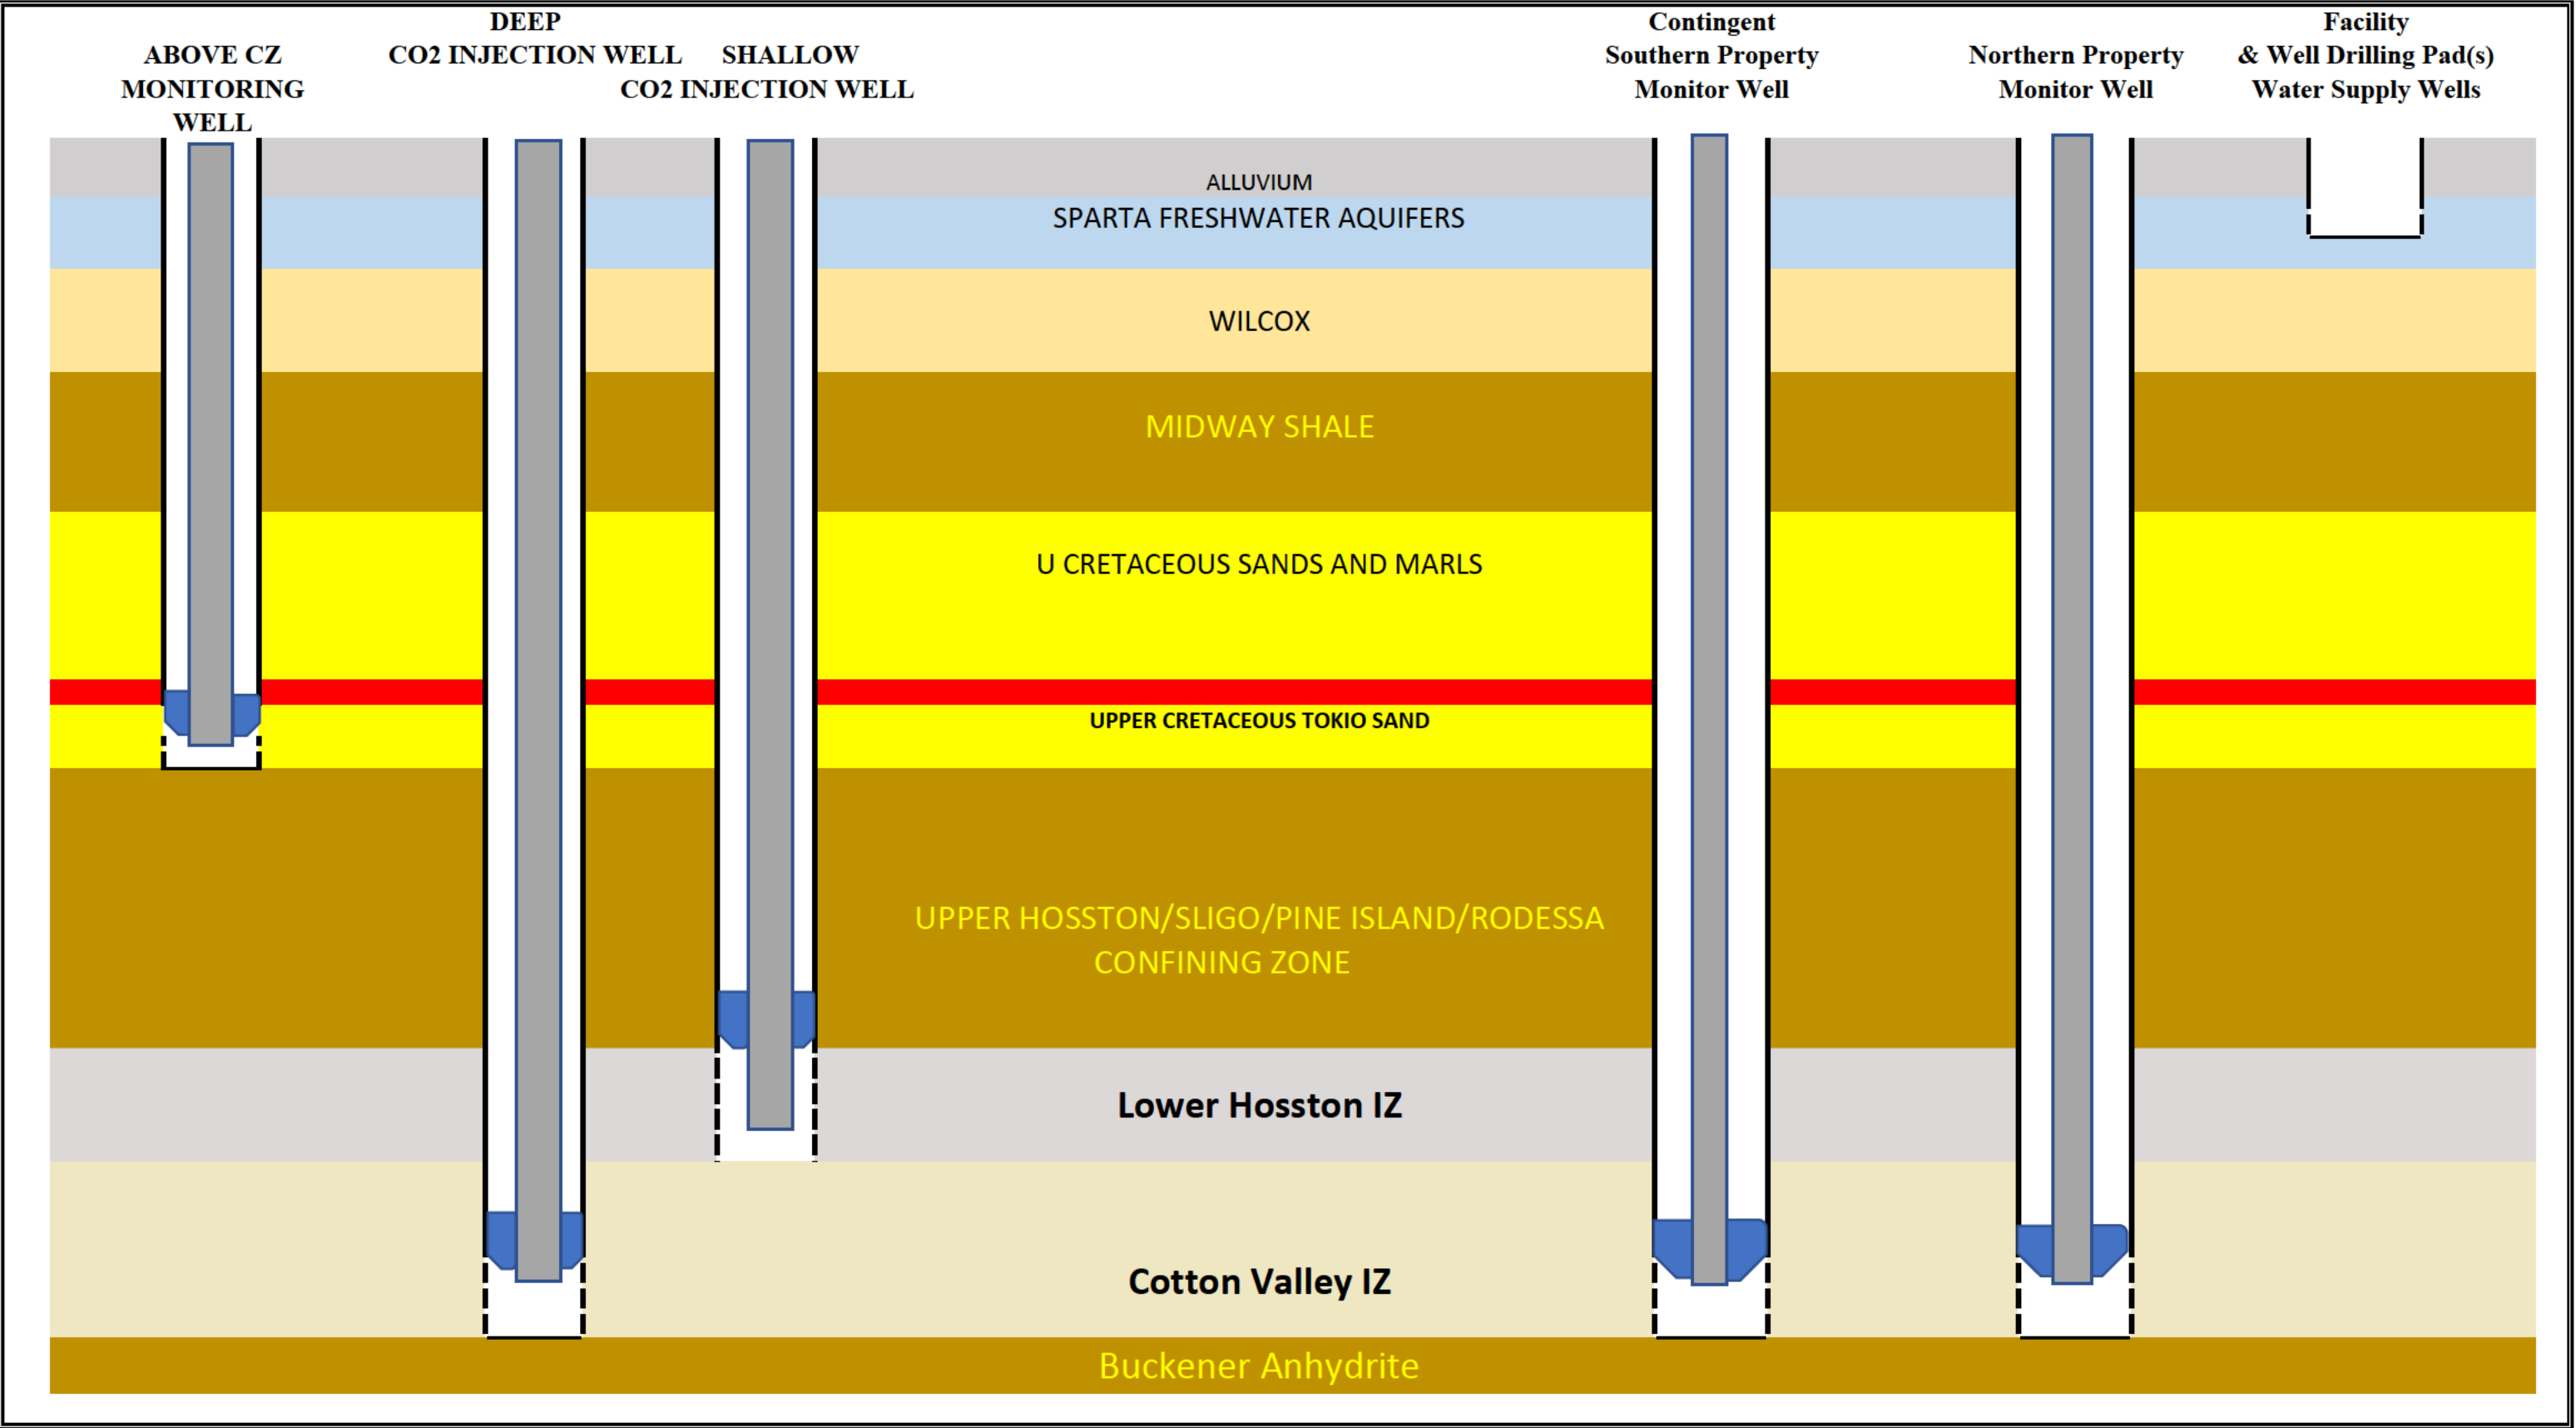 ABOVE CZ
MONITORING
WELL
DEEP
CO2 INJECTION WELL
SHALLOW
CO2 INJECTION WELL
Contingent
Southern Property
Monitor Well
Northern Property
Monitor Well
Facility
& Well Drilling Pad(s)
Water Supply Wells
ALLUVIUM
SPARTA FRESHWATER AQUIFERS
WILCOX
MIDWAY SHALE
U CRETACEOUS SANDS AND MARLS
UPPER CRETACEOUS TOKIO SAND
UPPER HOSSTON/SLIGO/PINE ISLAND/RODESSA
CONFINING ZONE
Lower Hosston IZ
Cotton Valley IZ
Buckener Anhydrite